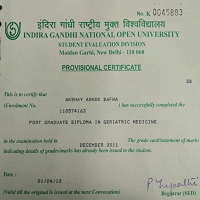 No. K 0045883
इंदिरा गांधी राष्ट्रीय मुक्त विश्वविद्यालय
INDIRA GANDHI NATIONAL OPEN UNIVERSITY
STUDENT EVALUATION DIVISION
Maidan Garhi, New Delhi - 110 068
PROVISIONAL CERTIFICATE
This is to certify that
AKSHAY ASHOK BAFNA
(Enrolment No. 110574163 ) has successfully completed the
POST GRADUATE DIPLOMA IN GERIATRIC MEDICINE
in the examination held in DECEMBER 2011 The grade card/statement of marks
indicating details of grades/marks has already been issued to the student.
Date 01/04/12
Registrar (SED)
(Valid till the original is issued at the next Convocation)